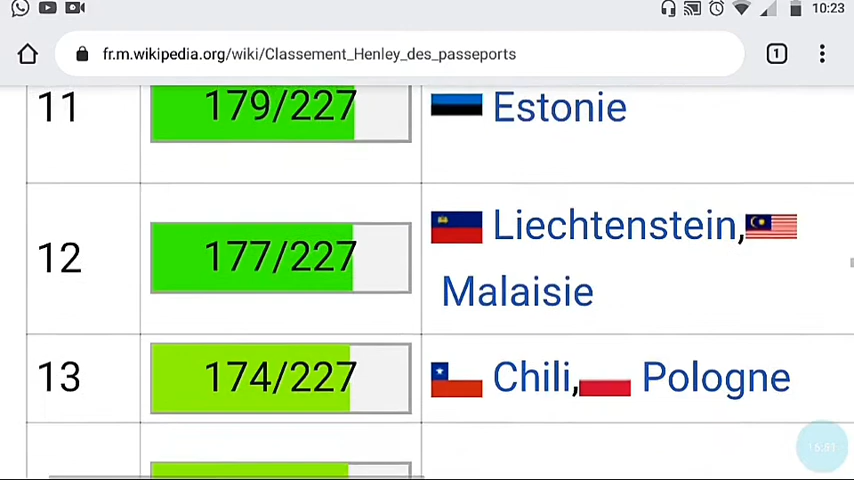 10:23
fr.m.wikipedia.org/wiki/Classement_Henley_des_passeports
1
11 179/227 Estonie
12 177/227 Liechtenstein,
Malaisie
13 174/227 Chili, Pologne